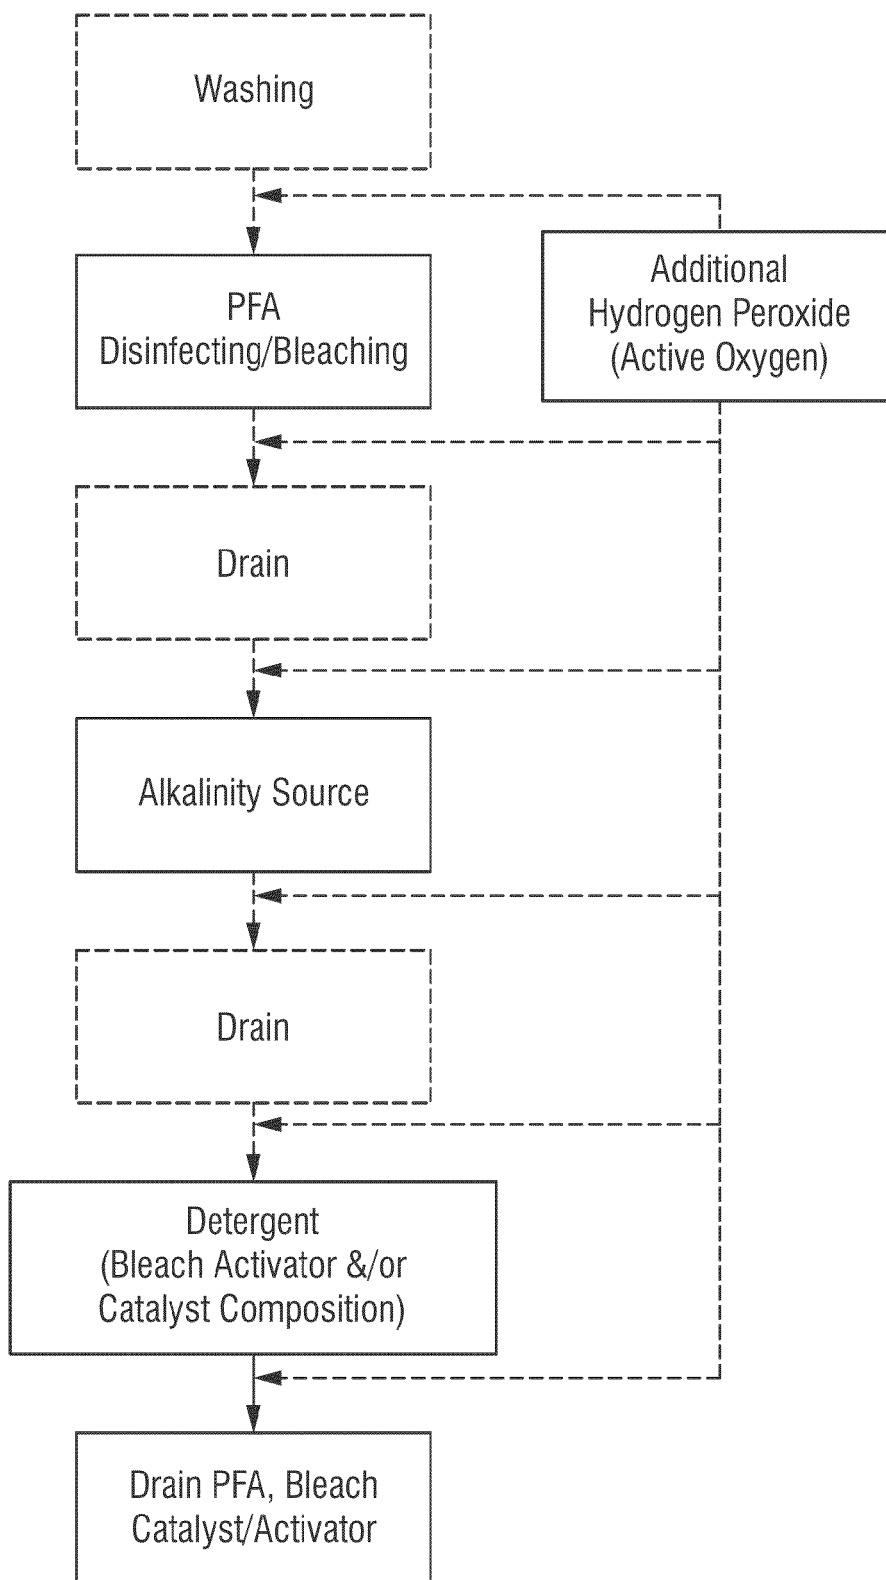 Washing
PFA
Disinfecting/Bleaching
Additional
Hydrogen Peroxide
(Active Oxygen)
Drain
Alkalinity Source
Drain
Detergent
(Bleach Activator &/or
Catalyst Composition)
Drain PFA, Bleach
Catalyst/Activator